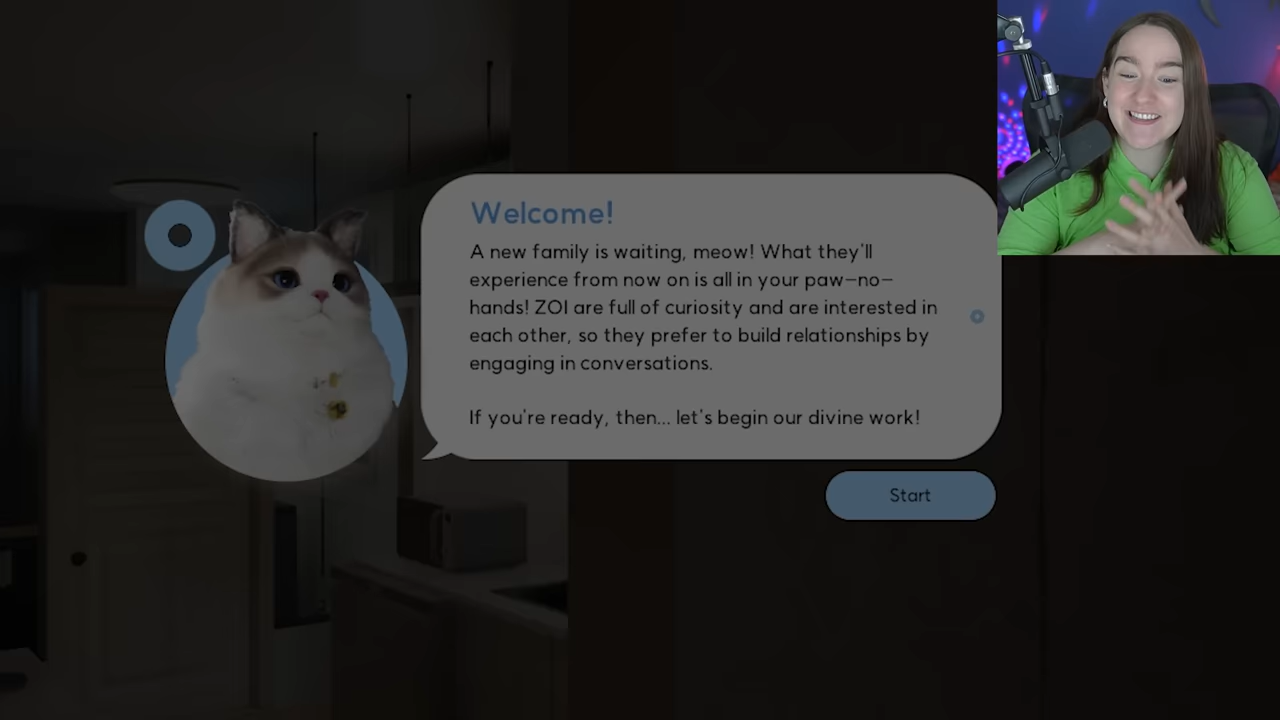 Welcome!
A new family is waiting, meow! What they'll
experience from now on is all in your paw-no-
hands! ZOI are full of curiosity and are interested in
each other, so they prefer to build relationships by
engaging in conversations.
If you're ready, then... let's begin our divine work!
Start